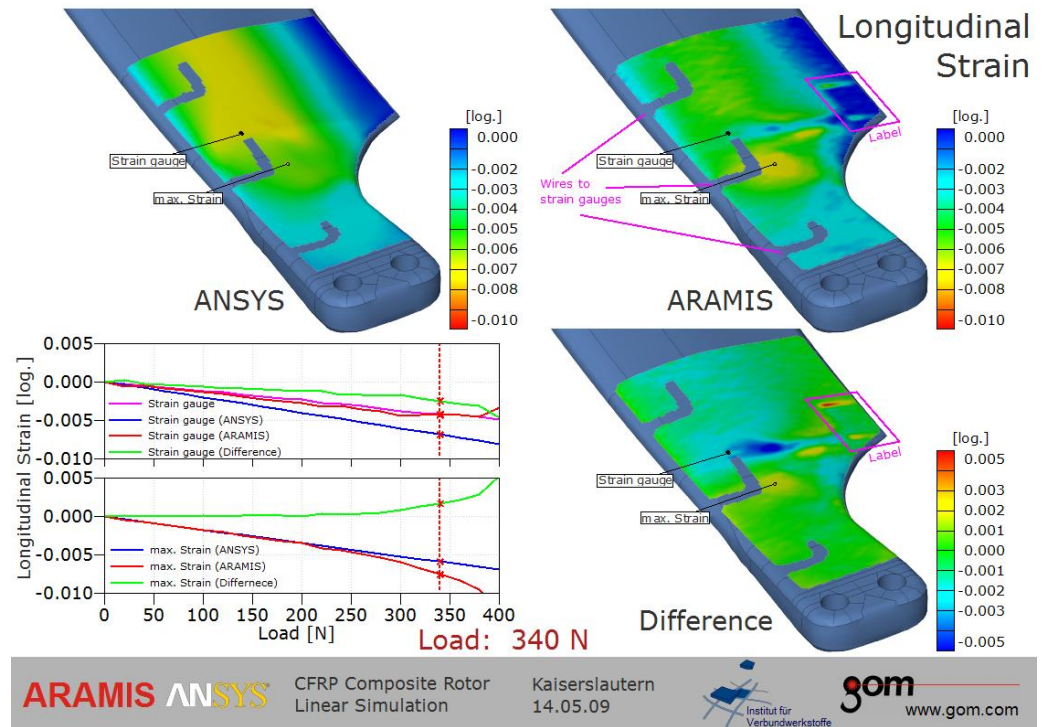 Longitudinal
Strain
[log.]
0.000
-0.001
-0.002
-0.003
-0.004
-0.005
-0.006
-0.007
-0.008
-0.010
Strain gauge
max. Strain
ANSYS
[log.]
0.000
-0.001
-0.002
-0.003
-0.004
-0.005
-0.006
-0.007
-0.008
-0.010
Label
Strain gauge
Wires to
strain gauges
max. Strain
ARAMIS
Longitudinal Strain [log.]
0.005
0.000
-0.005
-0.010
Strain gauge
Strain gauge (ANSYS)
Strain gauge (ARAMIS)
Strain gauge (Difference)
0.005
0.000
-0.005
-0.010
max. Strain (ANSYS)
max. Strain (ARAMIS)
max. Strain (Differnece)
0 50 100 150 200 250 300 350 400
Load [N]
Load: 340 N
Label
Strain gauge
max. Strain
Difference
[log.]
0.005
0.003
0.002
0.001
0.000
-0.001
-0.002
-0.003
-0.005
ARAMIS ANSYS
CFRP Composite Rotor
Linear Simulation
Kaiserslautern
14.05.09
Institut für
Verbundwerkstoffe
gom
www.gom.com